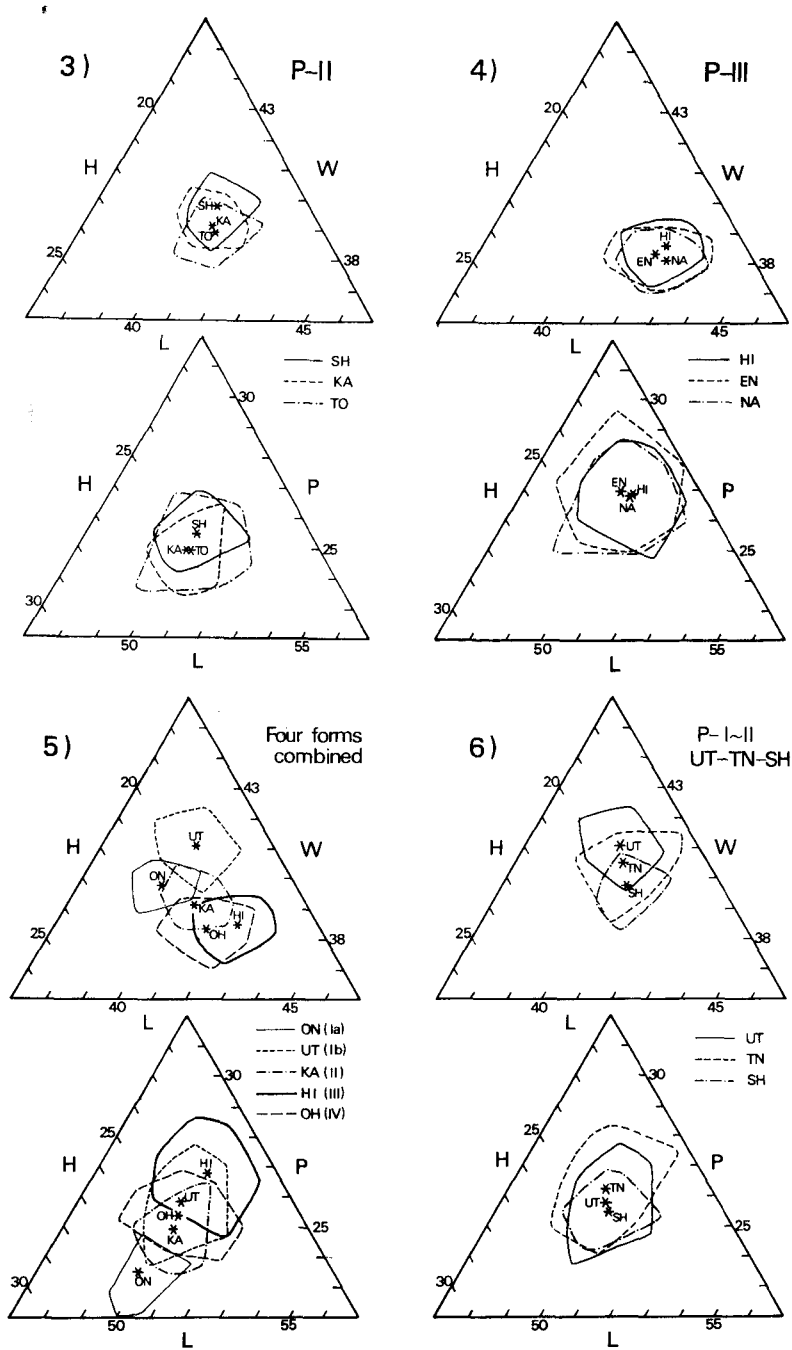 3)
P-II
20
43
H
W
SH
KA
TO
25
38
40
45
L
SH
KA
TO
30
25
H
P
SH
KA
TO
25
30
50
55
L
4)
P-III
20
43
H
W
HI
EN
NA
25
38
40
45
L
HI
EN
NA
30
25
H
P
EN
HI
NA
25
30
50
55
L
5)
Four forms
combined
20
43
H
W
UT
ON
KA
HI
OH
25
38
40
45
L
ON (Ia)
UT (Ib)
KA (II)
HI (III)
OH (IV)
30
25
H
P
HI
UT
OH
KA
25
ON
30
50
55
L
6)
P-I~II
UT-TN-SH
20
43
H
W
UT
TN
SH
25
38
40
45
L
UT
TN
SH
30
25
H
P
TN
UT
SH
25
30
50
55
L